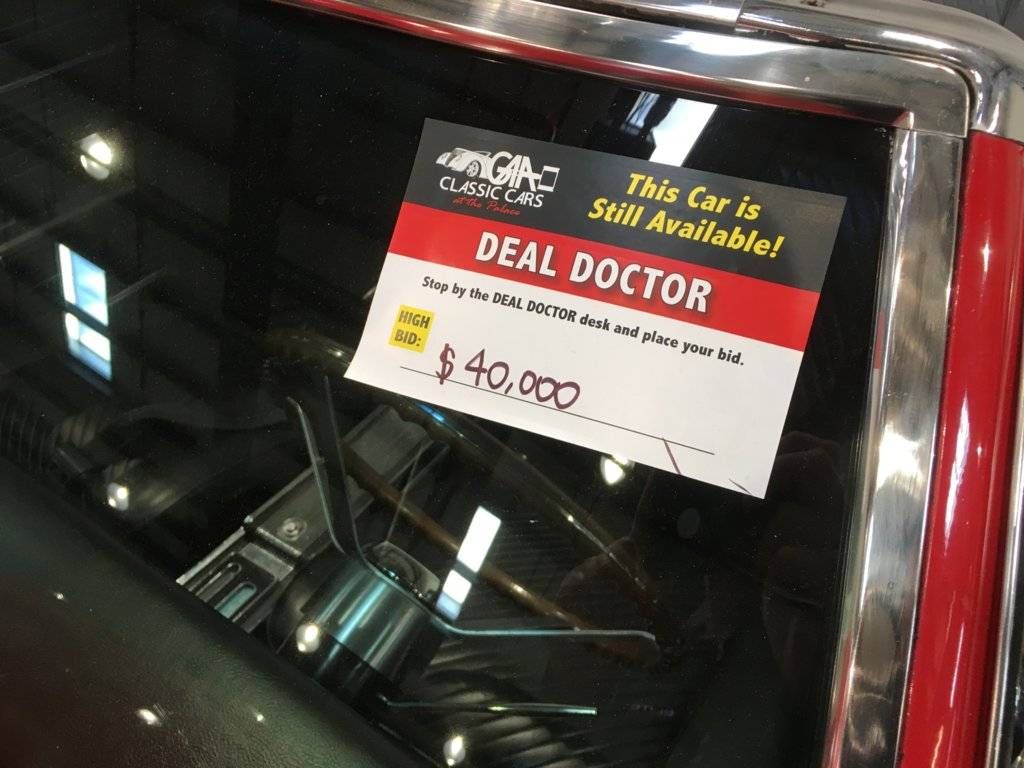 GAA
CLASSIC CARS
at the Palace
This Car is
Still Available!
DEAL DOCTOR
Stop by the DEAL DOCTOR desk and place your bid.
HIGH
BID:
$ 40,000